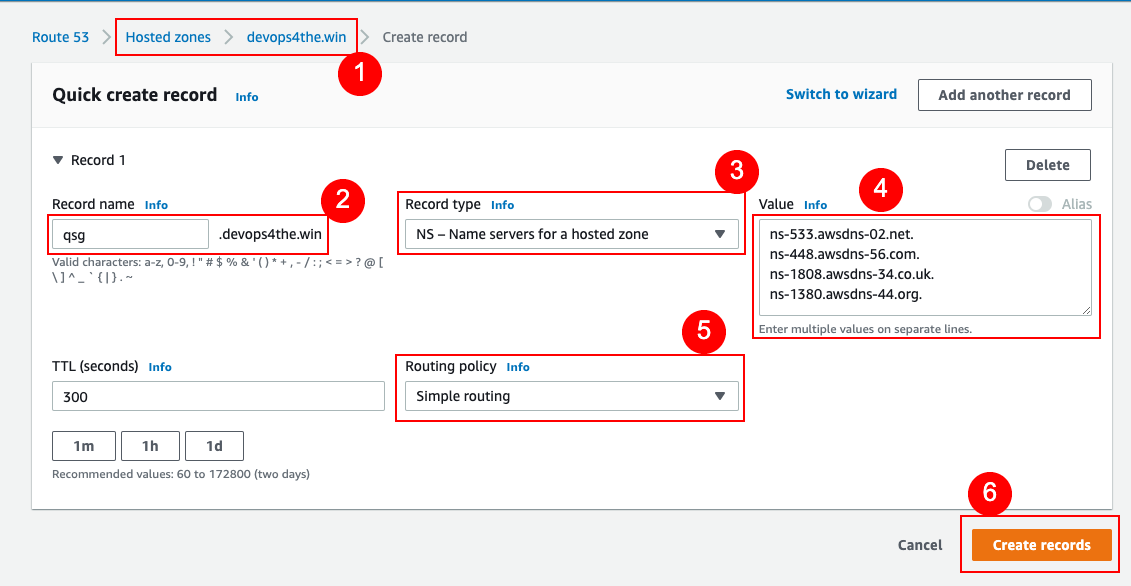 Route 53 > Hosted zones > devops4the.win > Create record
1
Quick create record Info
Switch to wizard
Add another record
▼ Record 1
Delete
2
3
4
Record name Info
qsg .devops4the.win
Valid characters: a-z, 0-9, ! " # $ % & ' ( ) * + , - / : ; < = > ? @ [
\ ] ^ _ ` { | } . ~
Record type Info
NS – Name servers for a hosted zone
Value Info
Alias
ns-533.awsdns-02.net.
ns-448.awsdns-56.com.
ns-1808.awsdns-34.co.uk.
ns-1380.awsdns-44.org.
Enter multiple values on separate lines.
5
TTL (seconds) Info
300
1m 1h 1d
Recommended values: 60 to 172800 (two days)
Routing policy Info
Simple routing
6
Cancel
Create records